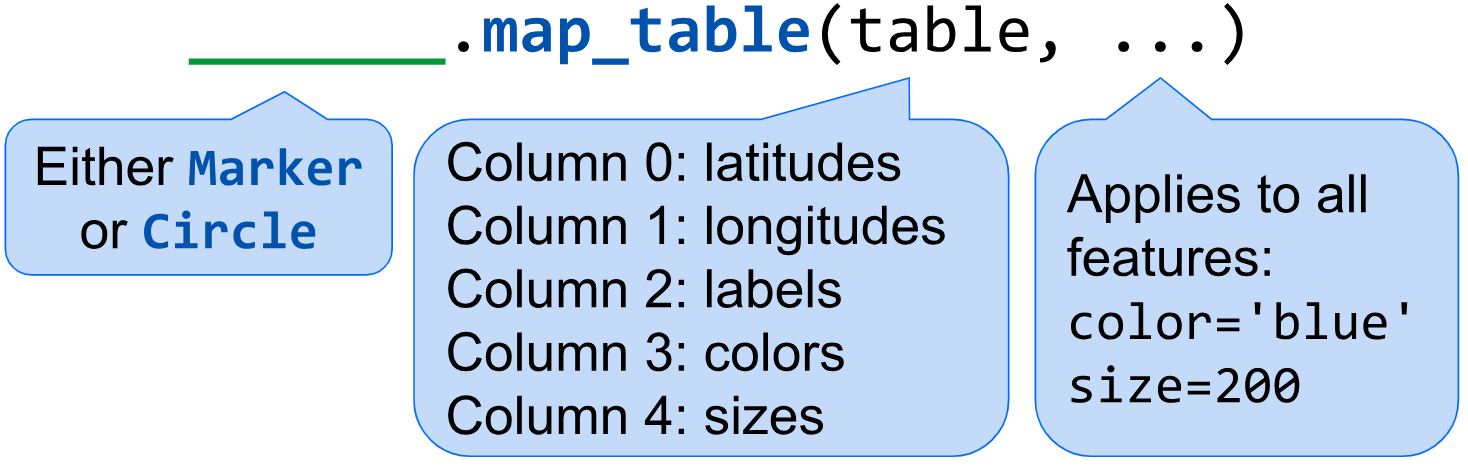 ______.map_table(table, ...)
Either Marker
or Circle
Column 0: latitudes
Column 1: longitudes
Column 2: labels
Column 3: colors
Column 4: sizes
Applies to all
features:
color='blue'
size=200